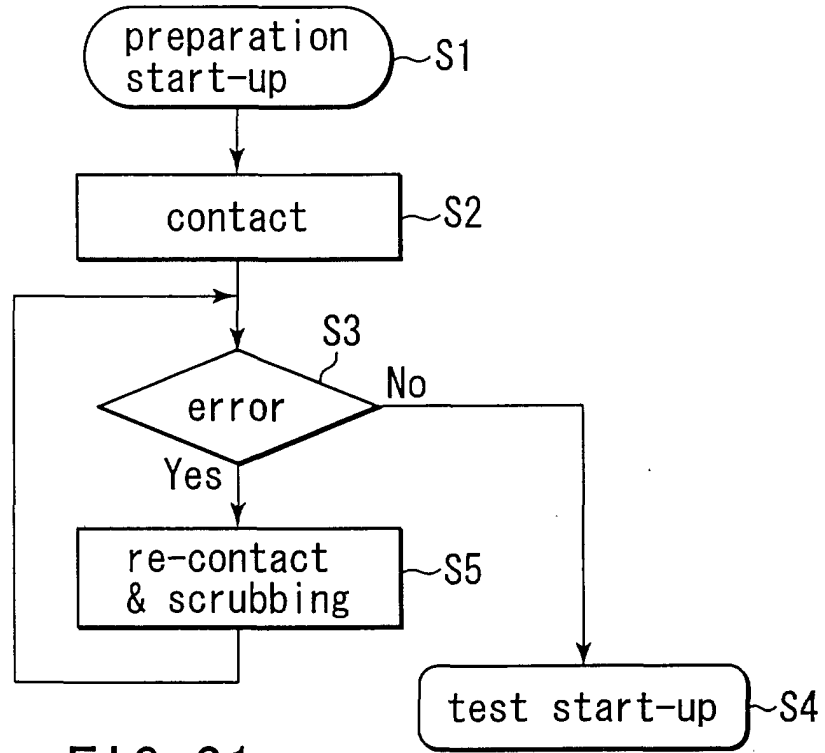 preparation
start-up
S1
contact
S2
S3
error
No
Yes
re-contact
& scrubbing
S5
test start-up
S4